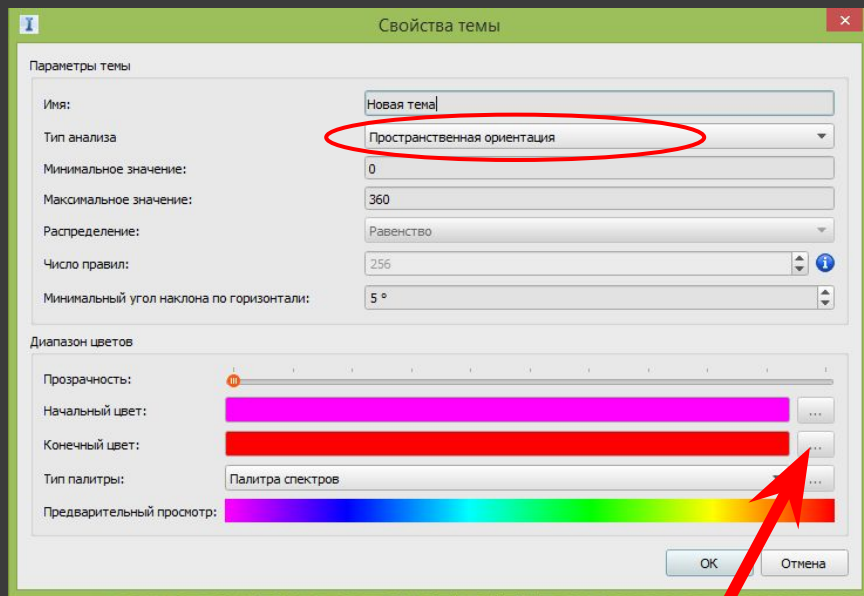 Свойства темы
Параметры темы
Имя: Новая тема
Тип анализа Пространственная ориентация
Минимальное значение: 0
Максимальное значение: 360
Распределение: Равенство
Число правил: 256
Минимальный угол наклона по горизонтали: 5 °
Диапазон цветов
Прозрачность:
Начальный цвет: ...
Конечный цвет: ...
Тип палитры: Палитра спектров ...
Предварительный просмотр:
ОК Отмена